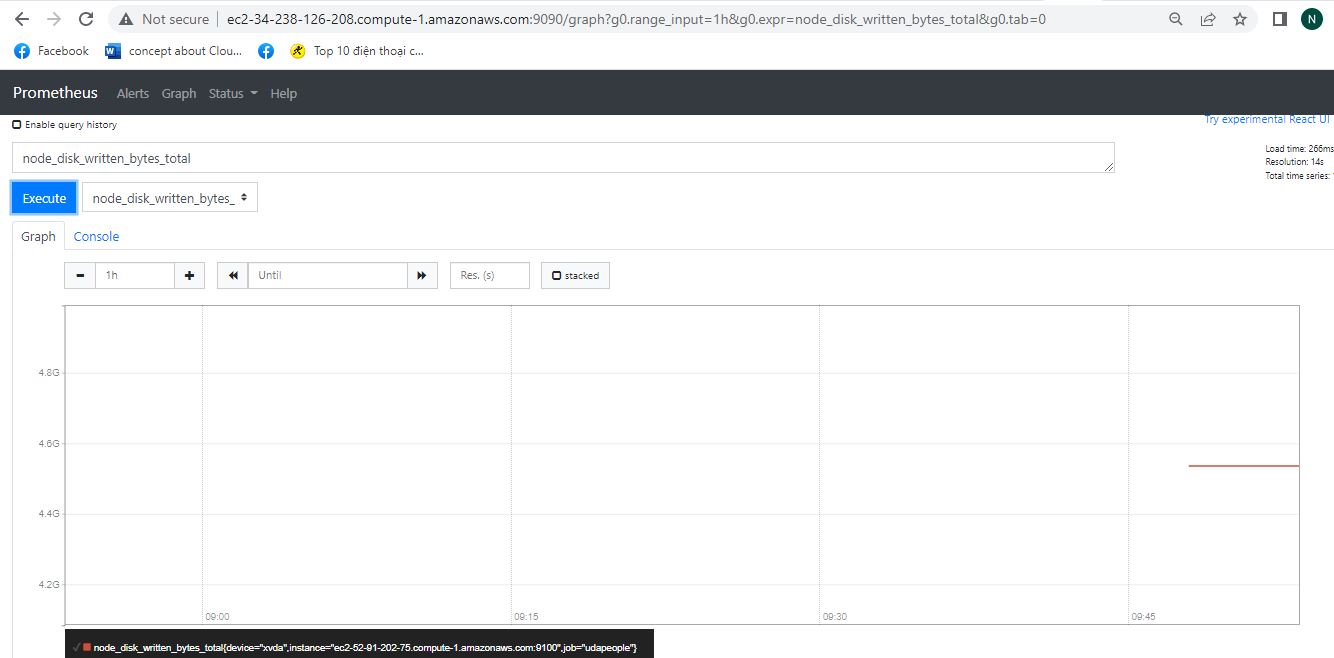 Not secure ec2-34-238-126-208.compute-1.amazonaws.com:9090/graph?g0.range_input=1h&g0.expr=node_disk_written_bytes_total&g0.tab=0 N
Facebook concept about Clou... Top 10 điện thoại c...
Prometheus Alerts Graph Status Help
Enable query history
Try experimental React UI
node_disk_written_bytes_total
Load time: 266ms
Resolution: 14s
Total time series:
Execute node_disk_written_bytes_
Graph Console
1h Until Res. (s) stacked
4.8G
4.6G
4.4G
4.2G
09:00 09:15 09:30 09:45
node_disk_written_bytes_total{device="xvda",instance="ec2-52-91-202-75.compute-1.amazonaws.com:9100",job="udapeople"}